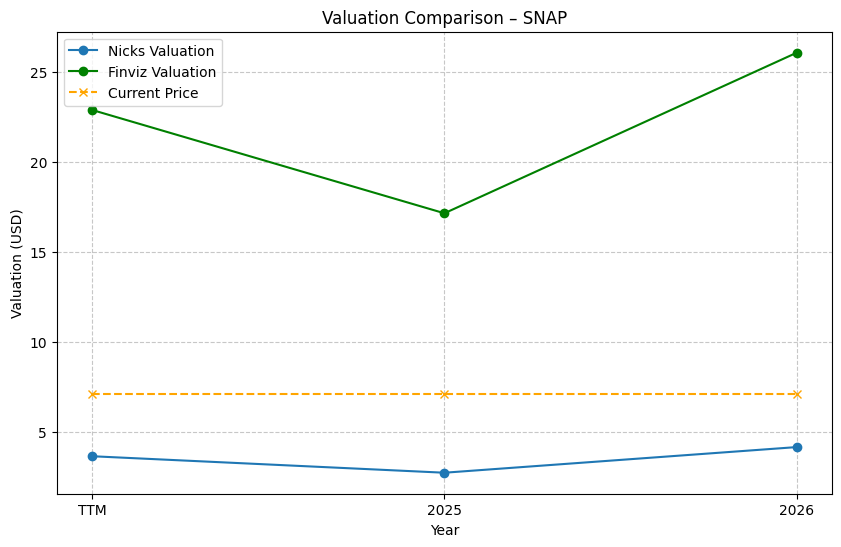 Valuation Comparison – SNAP
Nicks Valuation
Finviz Valuation
Current Price
Valuation (USD)
25
20
15
10
5
TTM
2025
2026
Year